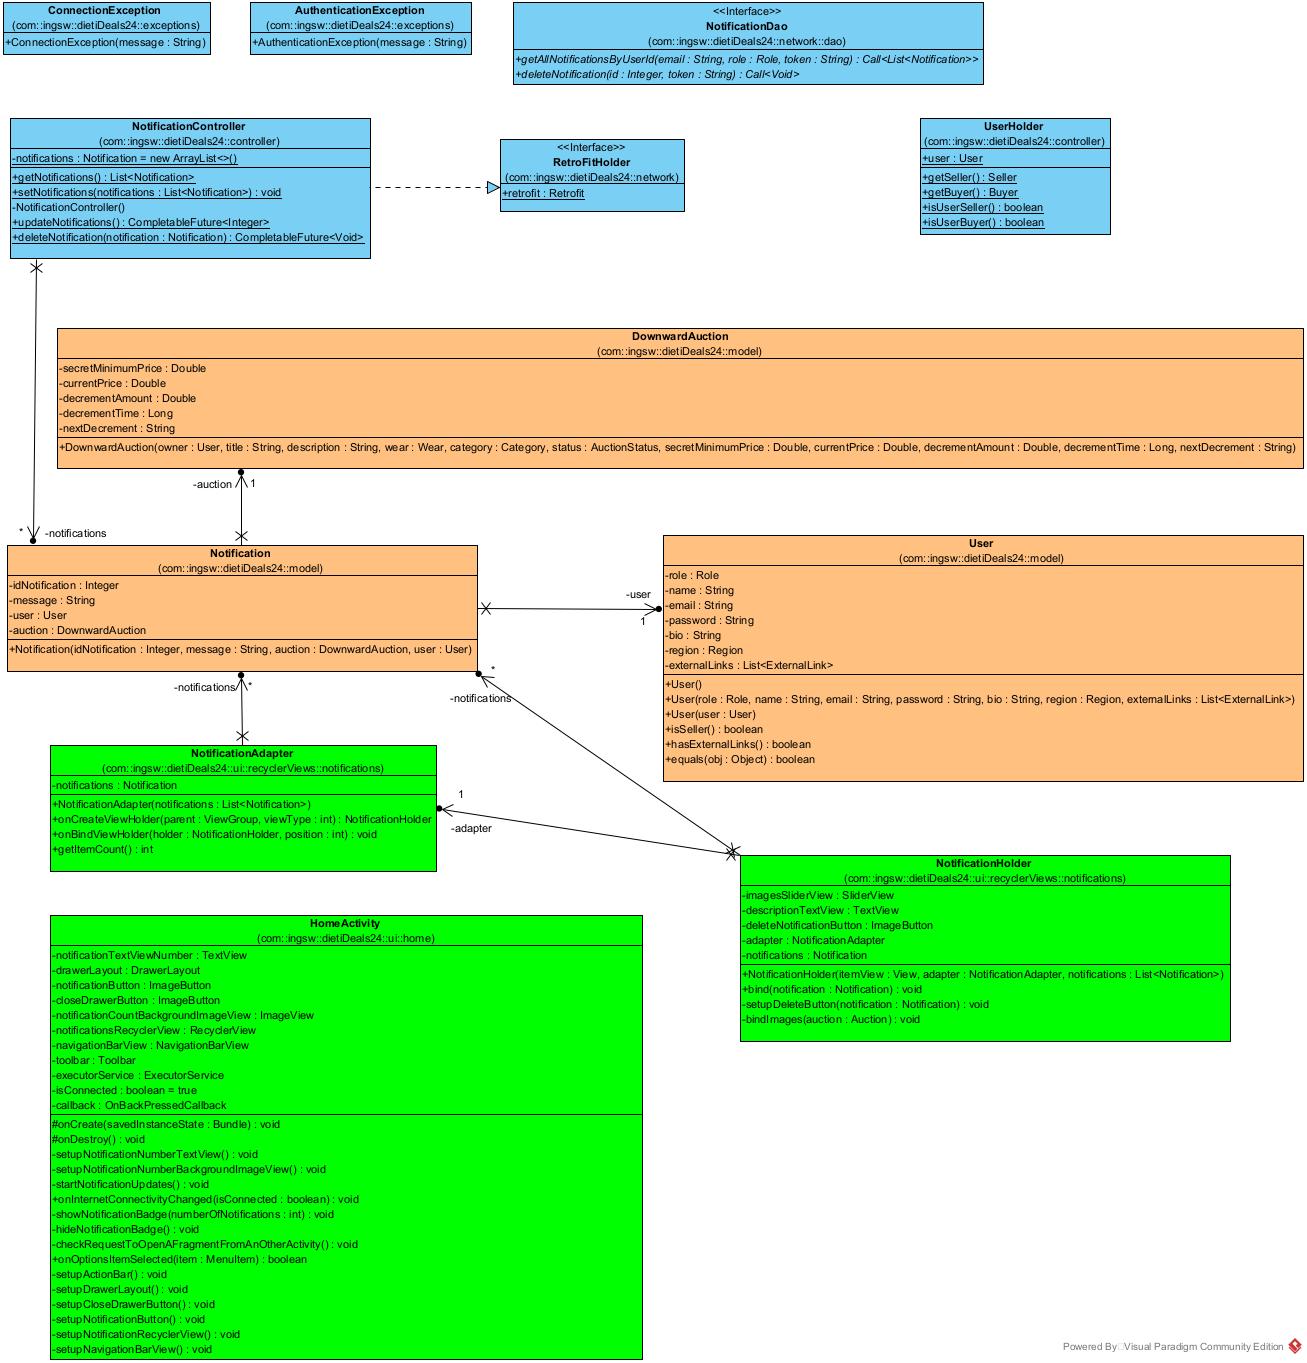 ConnectionException
(com::ingsw::dietiDeals24::exceptions)
+ConnectionException(message : String)
AuthenticationException
(com::ingsw::dietiDeals24::exceptions)
+AuthenticationException(message : String)
<<Interface>>
NotificationDao
(com::ingsw::dietiDeals24::network::dao)
+getAllNotificationsByUserId(email : String, role : Role, token : String) : Call<List<Notification>>
+deleteNotification(id : Integer, token : String) : Call<Void>
NotificationController
(com::ingsw::dietiDeals24::controller)
-notifications : Notification = new ArrayList<>()
+getNotifications() : List<Notification>
+setNotifications(notifications : List<Notification>) : void
-NotificationController()
+updateNotifications() : CompletableFuture<Integer>
+deleteNotification(notification : Notification) : CompletableFuture<Void>
<<Interface>>
RetroFitHolder
(com::ingsw::dietiDeals24::network)
+retrofit : Retrofit
UserHolder
(com::ingsw::dietiDeals24::controller)
+user : User
+getSeller() : Seller
+getBuyer() : Buyer
+isUserSeller() : boolean
+isUserBuyer() : boolean
DownwardAuction
(com::ingsw::dietiDeals24::model)
-secretMinimumPrice : Double
-currentPrice : Double
-decrementAmount : Double
-decrementTime : Long
-nextDecrement : String
+DownwardAuction(owner : User, title : String, description : String, wear : Wear, category : Category, status : AuctionStatus, secretMinimumPrice : Double, currentPrice : Double, decrementAmount : Double, decrementTime : Long, nextDecrement : String)
-auction 1
* -notifications
Notification
(com::ingsw::dietiDeals24::model)
-idNotification : Integer
-message : String
-user : User
-auction : DownwardAuction
+Notification(idNotification : Integer, message : String, auction : DownwardAuction, user : User)
-user
1
User
(com::ingsw::dietiDeals24::model)
-role : Role
-name : String
-email : String
-password : String
-bio : String
-region : Region
-externalLinks : List<ExternalLink>
+User()
+User(role : Role, name : String, email : String, password : String, bio : String, region : Region, externalLinks : List<ExternalLink>)
+User(user : User)
+isSeller() : boolean
+hasExternalLinks() : boolean
+equals(obj : Object) : boolean
-notifications *
*
-notifications
NotificationAdapter
(com::ingsw::dietiDeals24::ui::recyclerViews::notifications)
-notifications : Notification
+NotificationAdapter(notifications : List<Notification>)
+onCreateViewHolder(parent : ViewGroup, viewType : int) : NotificationHolder
+onBindViewHolder(holder : NotificationHolder, position : int) : void
+getItemCount() : int
1
-adapter
NotificationHolder
(com::ingsw::dietiDeals24::ui::recyclerViews::notifications)
-imagesSliderView : SliderView
-descriptionTextView : TextView
-deleteNotificationButton : ImageButton
-adapter : NotificationAdapter
-notifications : Notification
+NotificationHolder(itemView : View, adapter : NotificationAdapter, notifications : List<Notification>)
+bind(notification : Notification) : void
-setupDeleteButton(notification : Notification) : void
-bindImages(auction : Auction) : void
HomeActivity
(com::ingsw::dietiDeals24::ui::home)
-notificationTextViewNumber : TextView
-drawerLayout : DrawerLayout
-notificationButton : ImageButton
-closeDrawerButton : ImageButton
-notificationCountBackgroundImageView : ImageView
-notificationsRecyclerView : RecyclerView
-navigationBarView : NavigationBarView
-toolbar : Toolbar
-executorService : ExecutorService
-isConnected : boolean = true
-callback : OnBackPressedCallback
#onCreate(savedInstanceState : Bundle) : void
#onDestroy() : void
-setupNotificationNumberTextView() : void
-setupNotificationNumberBackgroundImageView() : void
-startNotificationUpdates() : void
+onInternetConnectivityChanged(isConnected : boolean) : void
-showNotificationBadge(numberOfNotifications : int) : void
-hideNotificationBadge() : void
-checkRequestToOpenAFragmentFromAnOtherActivity() : void
+onOptionsItemSelected(item : MenuItem) : boolean
-setupActionBar() : void
-setupDrawerLayout() : void
-setupCloseDrawerButton() : void
-setupNotificationButton() : void
-setupNotificationRecyclerView() : void
-setupNavigationBarView() : void
Powered By Visual Paradigm Community Edition